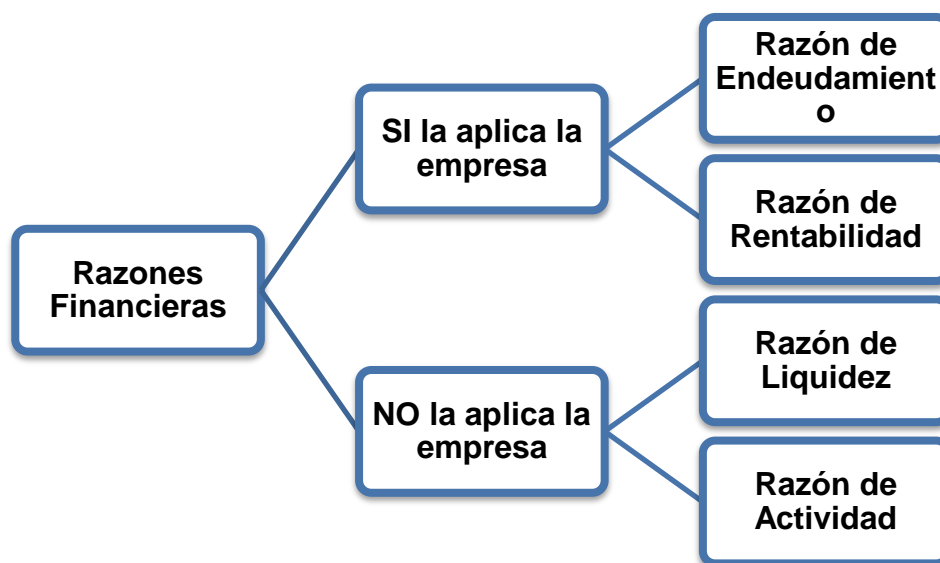 Razones
Financieras
SI la aplica la
empresa
Razón de
Endeudamient
o
Razón de
Rentabilidad
NO la aplica la
empresa
Razón de
Liquidez
Razón de
Actividad